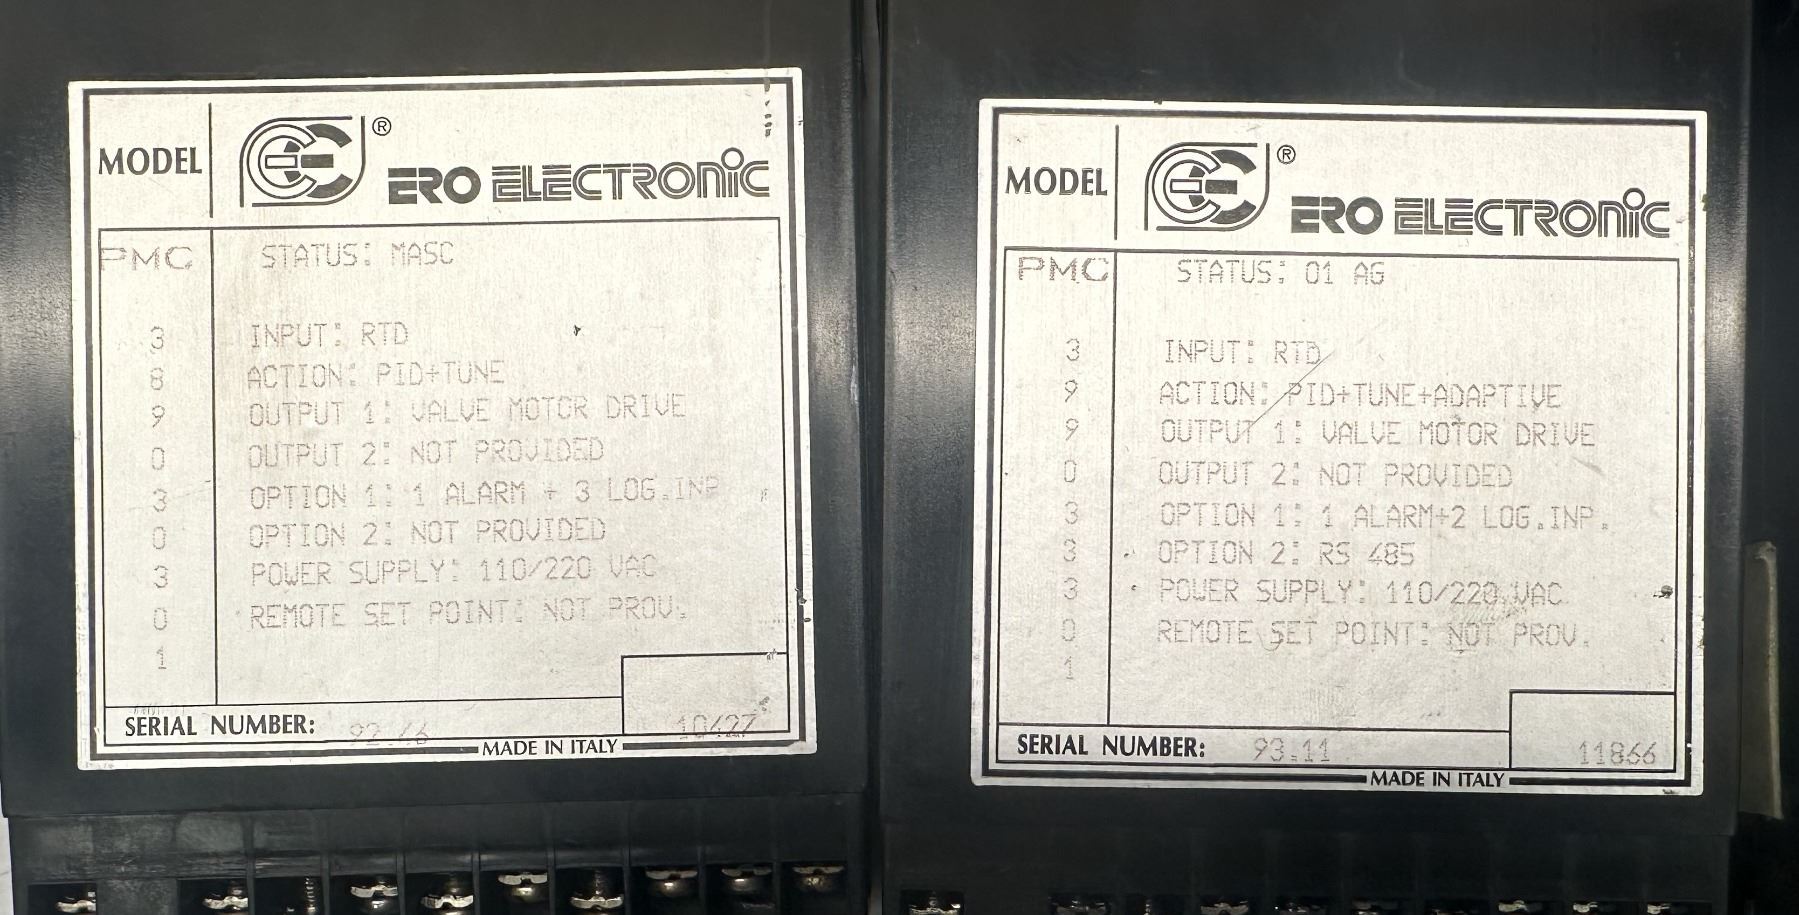 MODEL
® ERO ELECTRONIC
PMC STATUS: MASC
3 INPUT: RTD
8 ACTION: PID+TUNE
9 OUTPUT 1: VALVE MOTOR DRIVE
0 OUTPUT 2: NOT PROVIDED
3 OPTION 1: 1 ALARM + 3 LOG.INP
0 OPTION 2: NOT PROVIDED
3 POWER SUPPLY: 110/220 VAC
0 REMOTE SET POINT: NOT PROV.
1
SERIAL NUMBER:
MADE IN ITALY
MODEL
® ERO ELECTRONIC
PMC STATUS: 01 AG
3 INPUT: RTD
9 ACTION: PID+TUNE+ADAPTIVE
9 OUTPUT 1: VALVE MOTOR DRIVE
0 OUTPUT 2: NOT PROVIDED
3 OPTION 1: 1 ALARM+2 LOG.INP.
3 OPTION 2: RS 485
3 POWER SUPPLY: 110/220 VAC
0 REMOTE SET POINT: NOT PROV.
1
SERIAL NUMBER: 93.11 11866
MADE IN ITALY